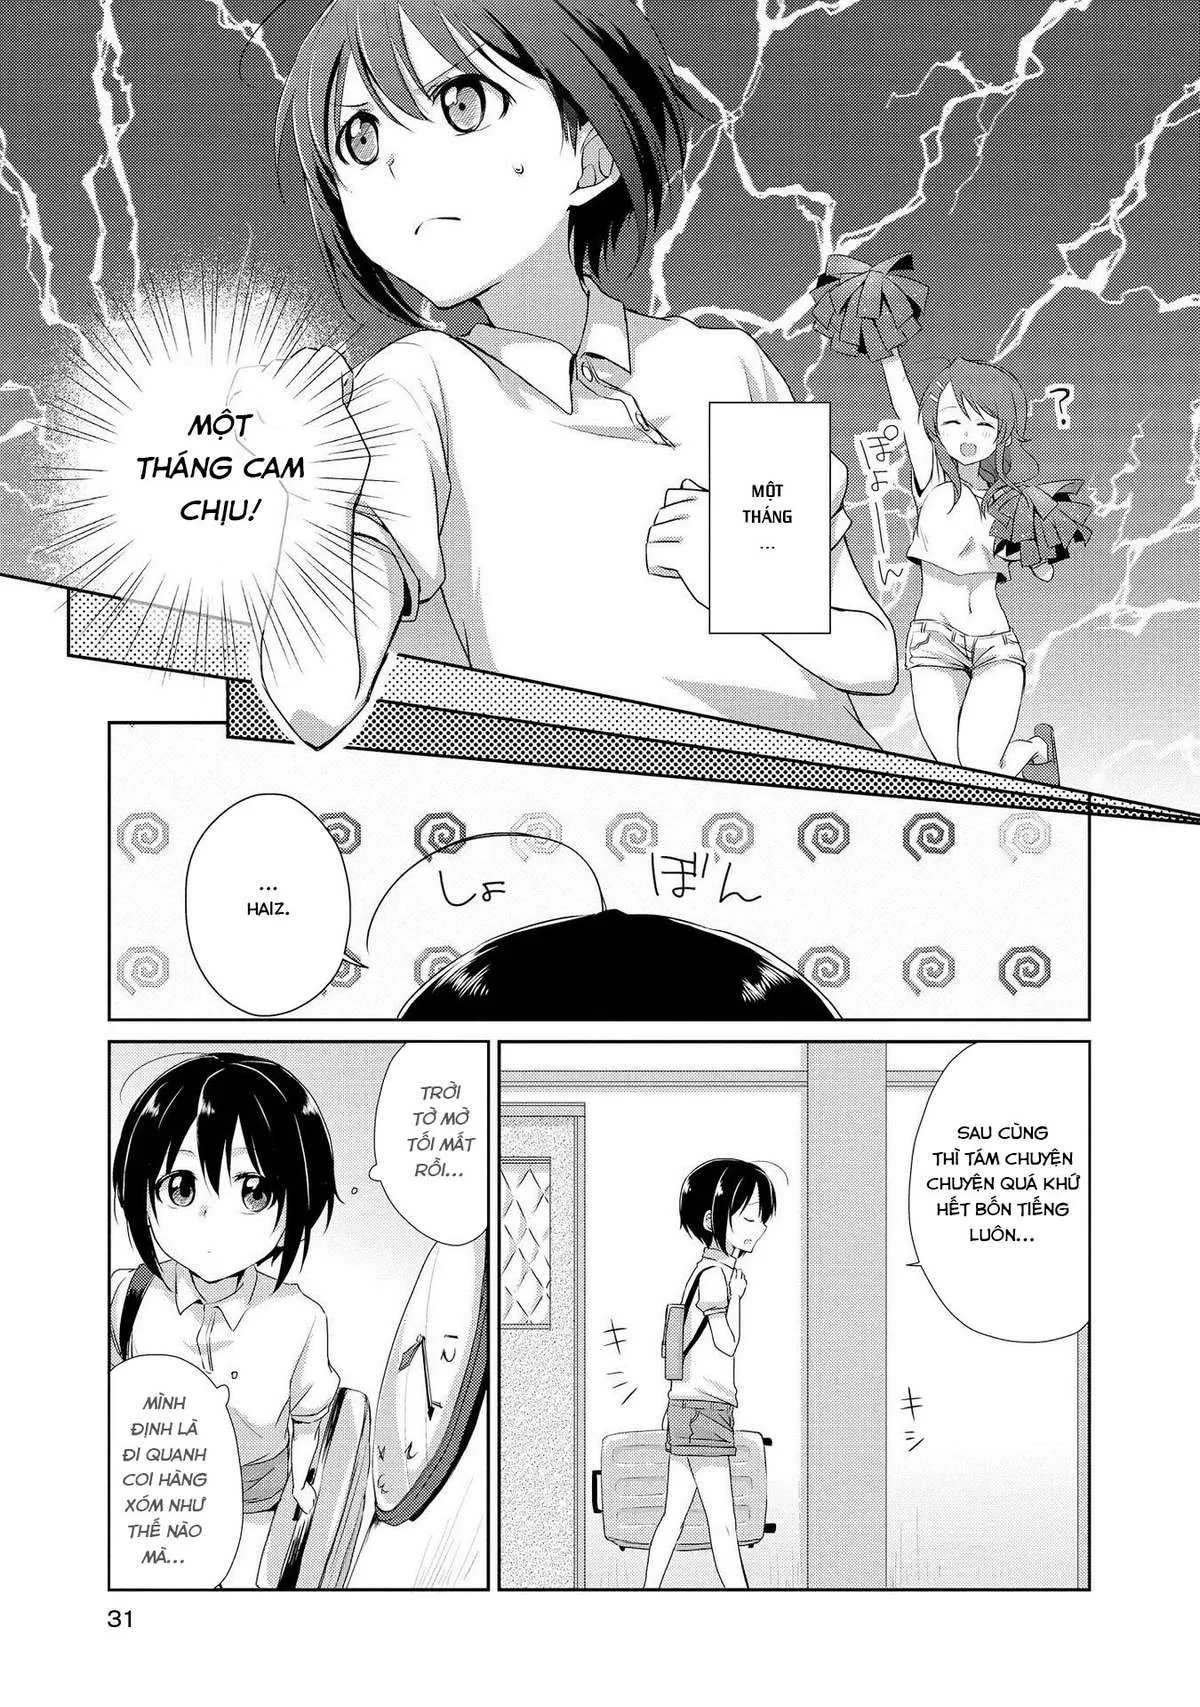 MỘT
THÁNG
...
?
ぽよーん
MỘT
THÁNG CAM
CHỊU!
...
HAIZ.
しょ
ぼん
SAU CÙNG
THÌ TÁM CHUYỆN
CHUYỆN QUÁ KHỨ
HẾT BỐN TIẾNG
LUÔN...
キシ
TRỜI
TỜ MỜ
TỐI MẤT
RỒI...
12
MÌNH
ĐỊNH LÀ
ĐI QUANH
COI HÀNG
XÓM NHƯ
THẾ NÀO
MÀ...
31